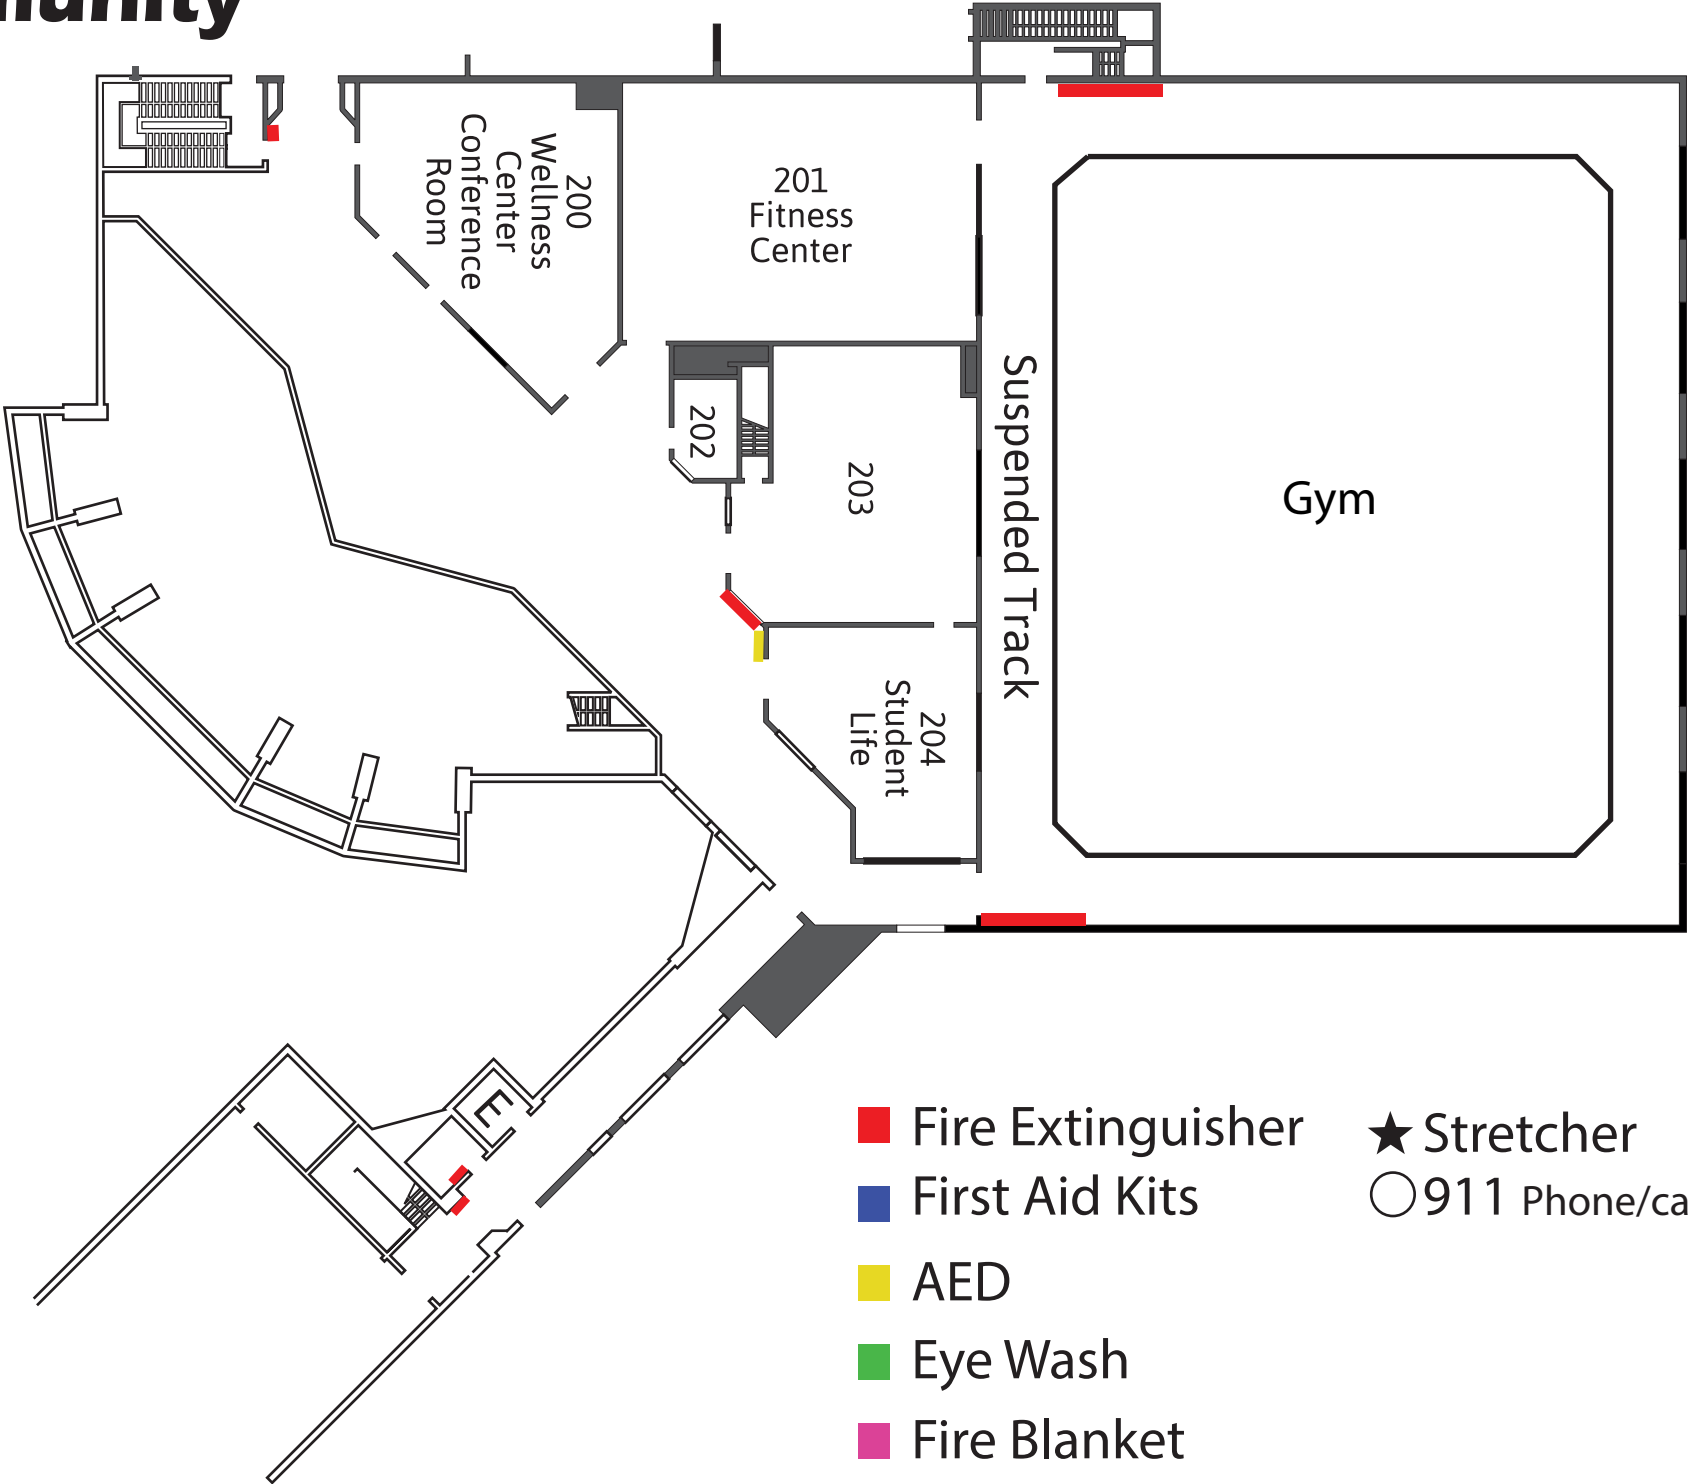 200
Wellness
Center
Conference
Room
201
Fitness
Center
202
203
Suspended Track
Gym
204
Student
Life
E
Fire Extinguisher
First Aid Kits
AED
Eye Wash
Fire Blanket
Stretcher
911 Phone/ca